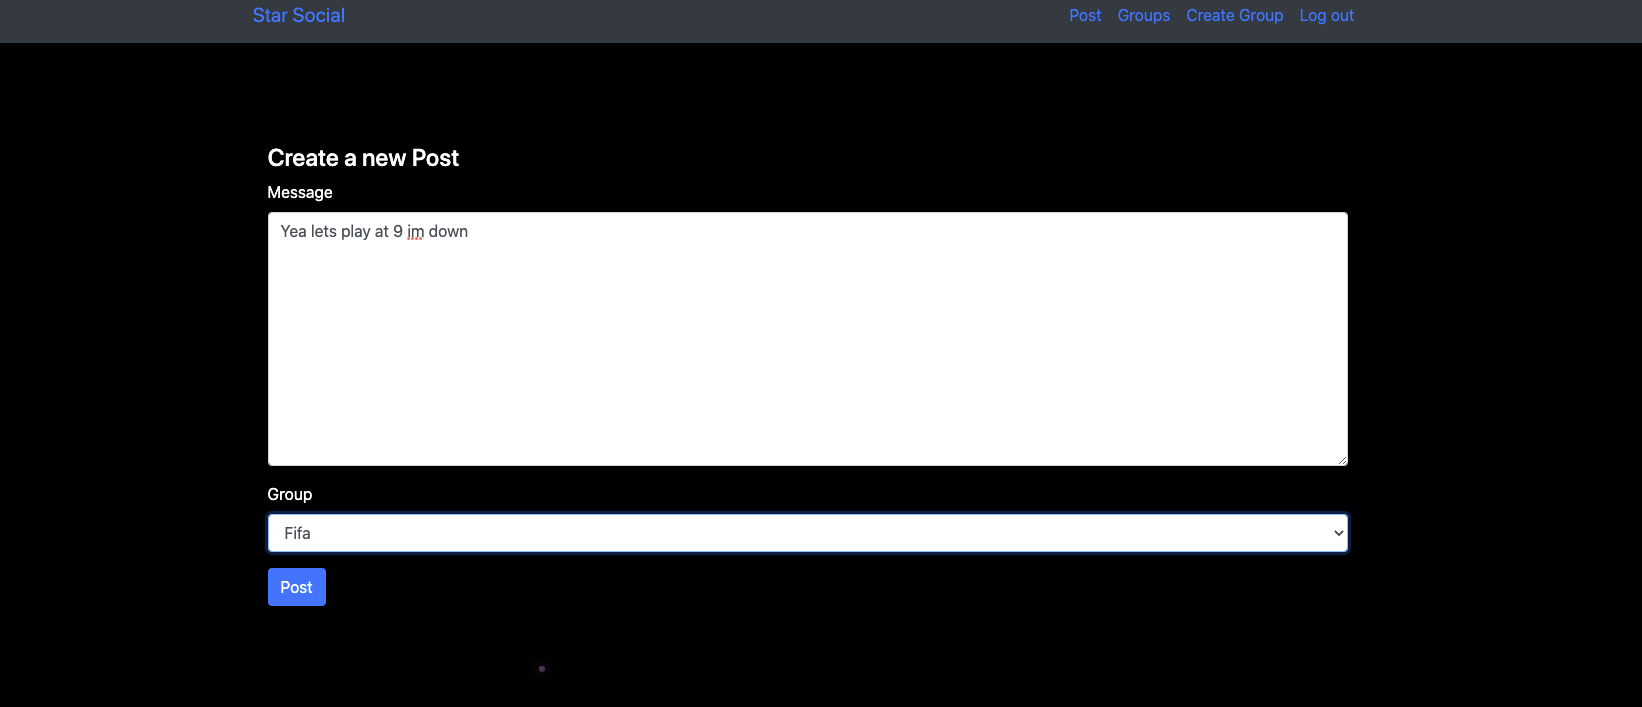 Star Social
Post Groups Create Group Log out
Create a new Post
Message
Yea lets play at 9 im down
Group
Fifa
Post